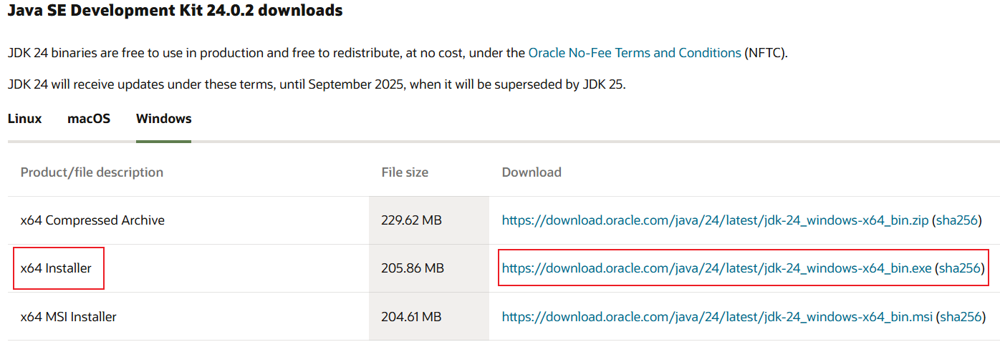 Java SE Development Kit 24.0.2 downloads
JDK 24 binaries are free to use in production and free to redistribute, at no cost, under the Oracle No-Fee Terms and Conditions (NFTC).
JDK 24 will receive updates under these terms, until September 2025, when it will be superseded by JDK 25.
Linux macOS Windows
Product/file description File size Download
x64 Compressed Archive 229.62 MB https://download.oracle.com/java/24/latest/jdk-24_windows-x64_bin.zip (sha256)
x64 Installer 205.86 MB https://download.oracle.com/java/24/latest/jdk-24_windows-x64_bin.exe (sha256)
x64 MSI Installer 204.61 MB https://download.oracle.com/java/24/latest/jdk-24_windows-x64_bin.msi (sha256)